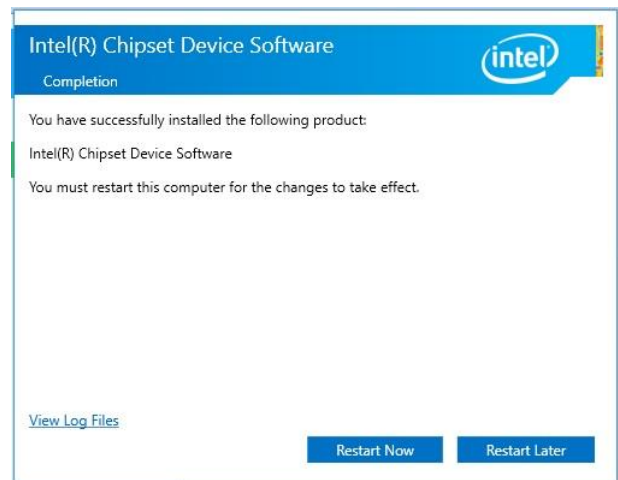 Intel(R) Chipset Device Software
intel
Completion
You have successfully installed the following product:
Intel(R) Chipset Device Software
You must restart this computer for the changes to take effect.
View Log Files
Restart Now
Restart Later